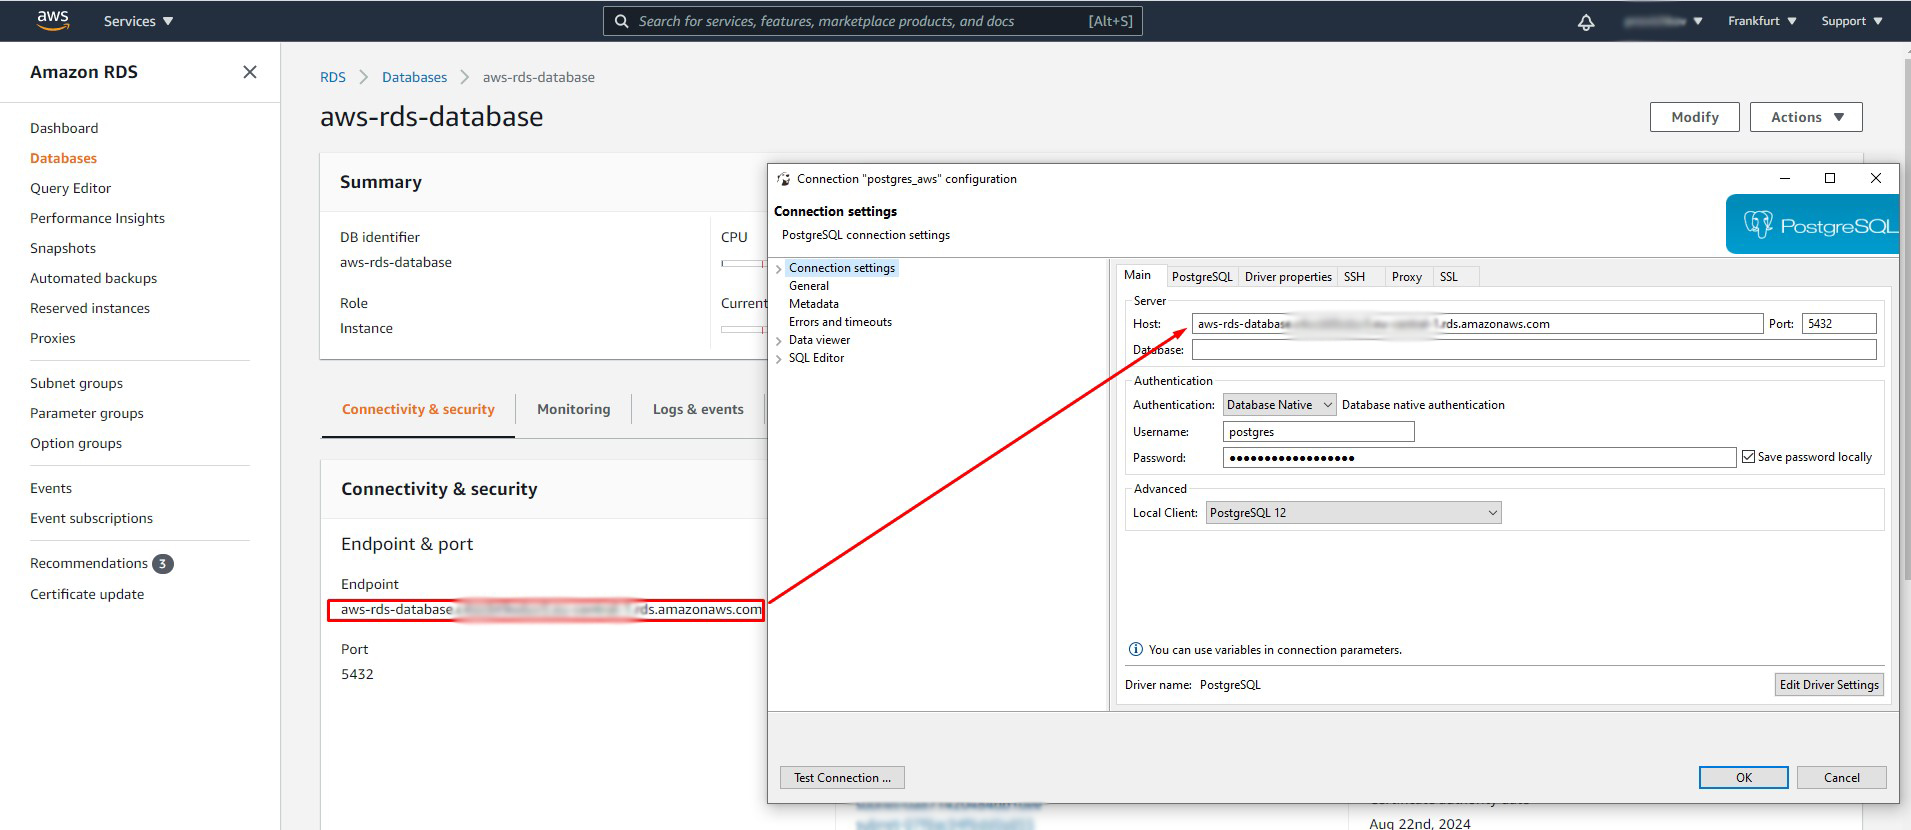 aws Services Search for services, features, marketplace products, and docs [Alt+S] Frankfurt Support
Amazon RDS
Dashboard
Databases
Query Editor
Performance Insights
Snapshots
Automated backups
Reserved instances
Proxies
Subnet groups
Parameter groups
Option groups
Events
Event subscriptions
Recommendations 3
Certificate update
RDS Databases aws-rds-database
aws-rds-database
Modify Actions
Summary
DB identifier
aws-rds-database
CPU
Role
Instance
Current
Connectivity & security Monitoring Logs & events
Connectivity & security
Endpoint & port
Endpoint
aws-rds-database rds.amazonaws.com
Port
5432
Connection "postgres_aws" configuration
Connection settings
PostgreSQL connection settings
PostgreSQL
Connection settings
General
Metadata
Errors and timeouts
Data viewer
SQL Editor
Main PostgreSQL Driver properties SSH Proxy SSL
Server
Host: aws-rds-database rds.amazonaws.com Port: 5432
Database:
Authentication
Authentication: Database Native Database native authentication
Username: postgres
Password: •••••••••••••••••• Save password locally
Advanced
Local Client: PostgreSQL 12
You can use variables in connection parameters.
Driver name: PostgreSQL Edit Driver Settings
Test Connection ... OK Cancel
Aug 22nd, 2024